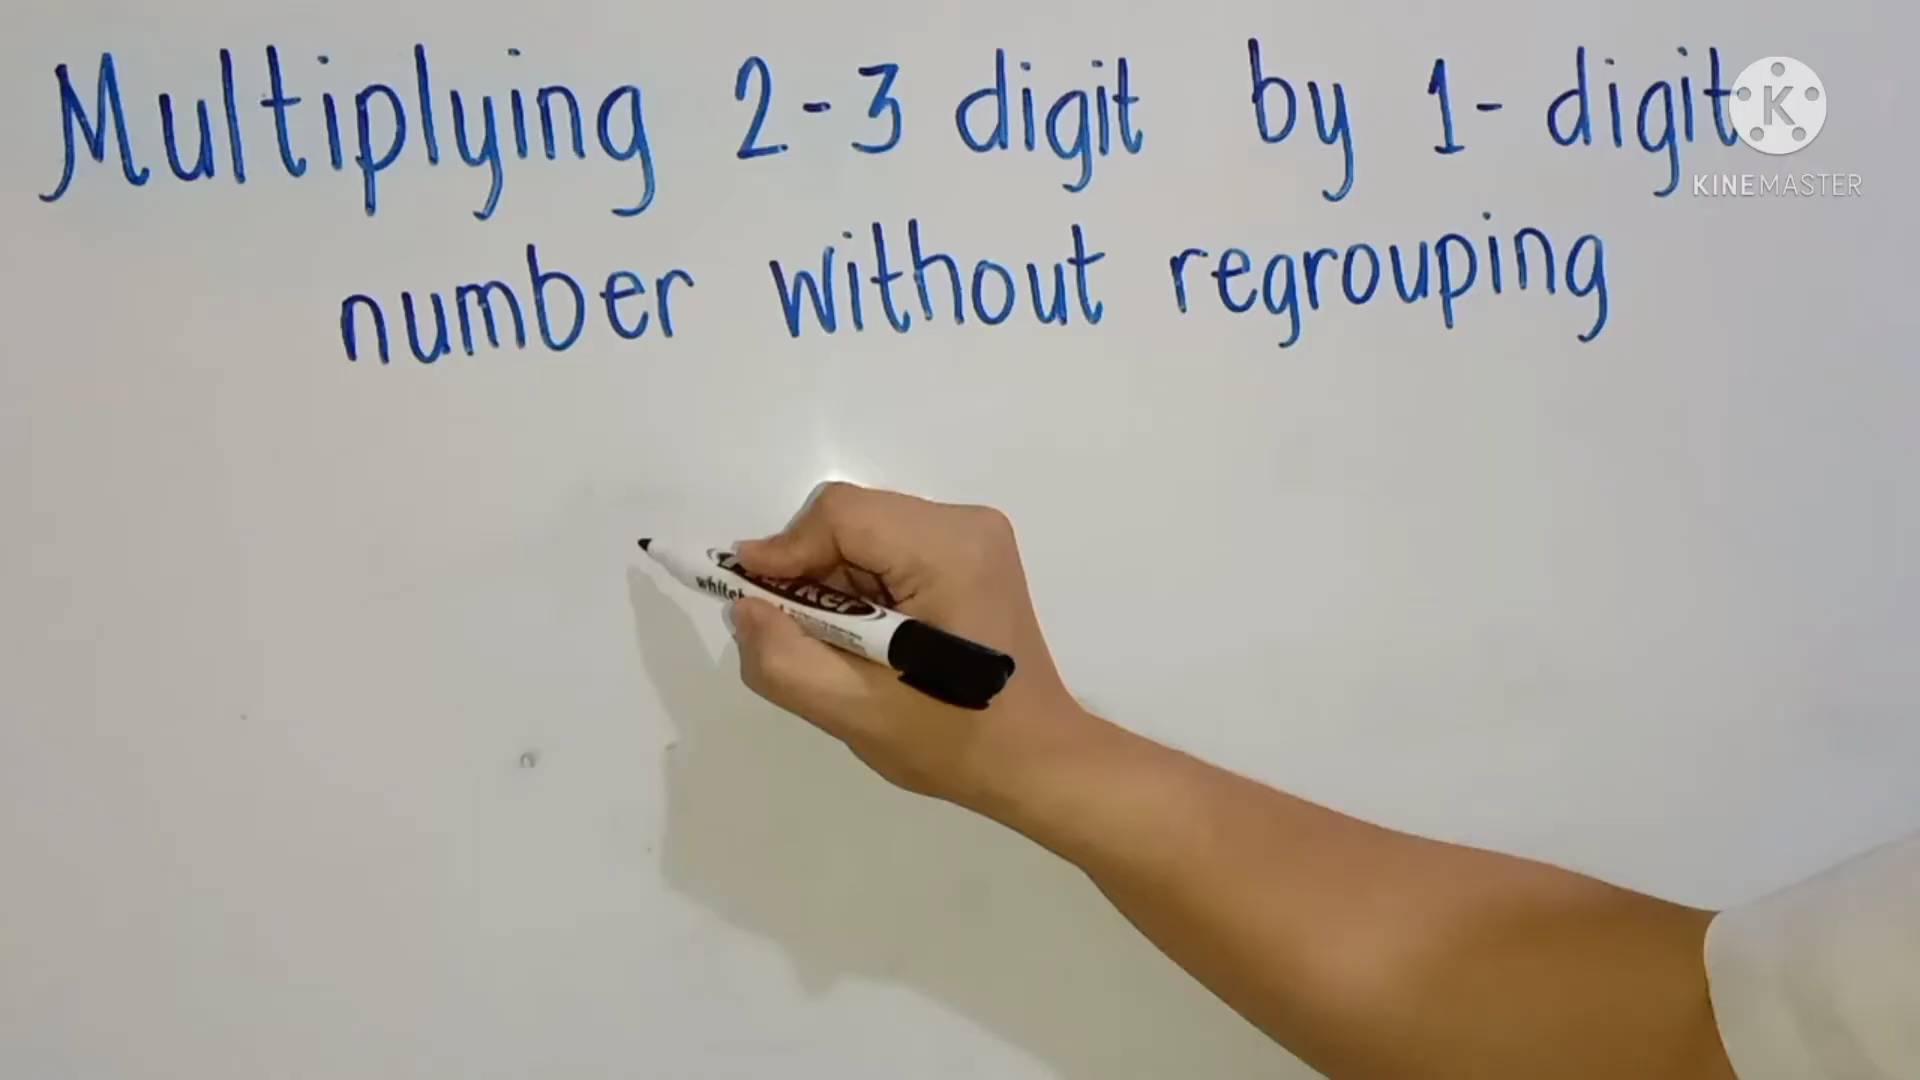 Multiplying 2-3 digit by 1-digit
number without regrouping
KINEMASTER